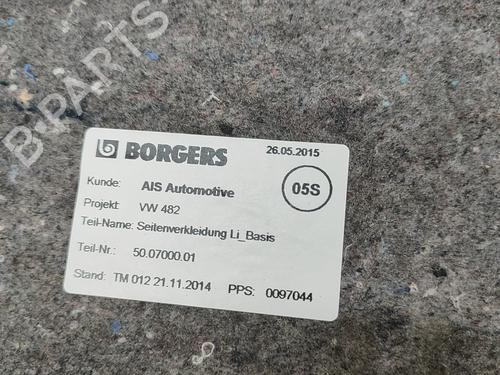 B-PARTS
BORGERS 26.05.2015
Kunde: AIS Automotive 05S
Projekt: VW 482
Teil-Name: Seitenverkleidung Li_Basis
Teil-Nr.: 50.07000.01
Stand: TM 012 21.11.2014 PPS: 0097044